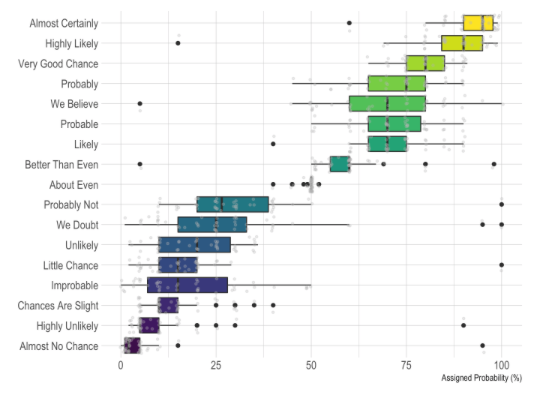 Almost Certainly
Highly Likely
Very Good Chance
Probably
We Believe
Probable
Likely
Better Than Even
About Even
Probably Not
We Doubt
Unlikely
Little Chance
Improbable
Chances Are Slight
Highly Unlikely
Almost No Chance
0 25 50 75 100
Assigned Probability (%)